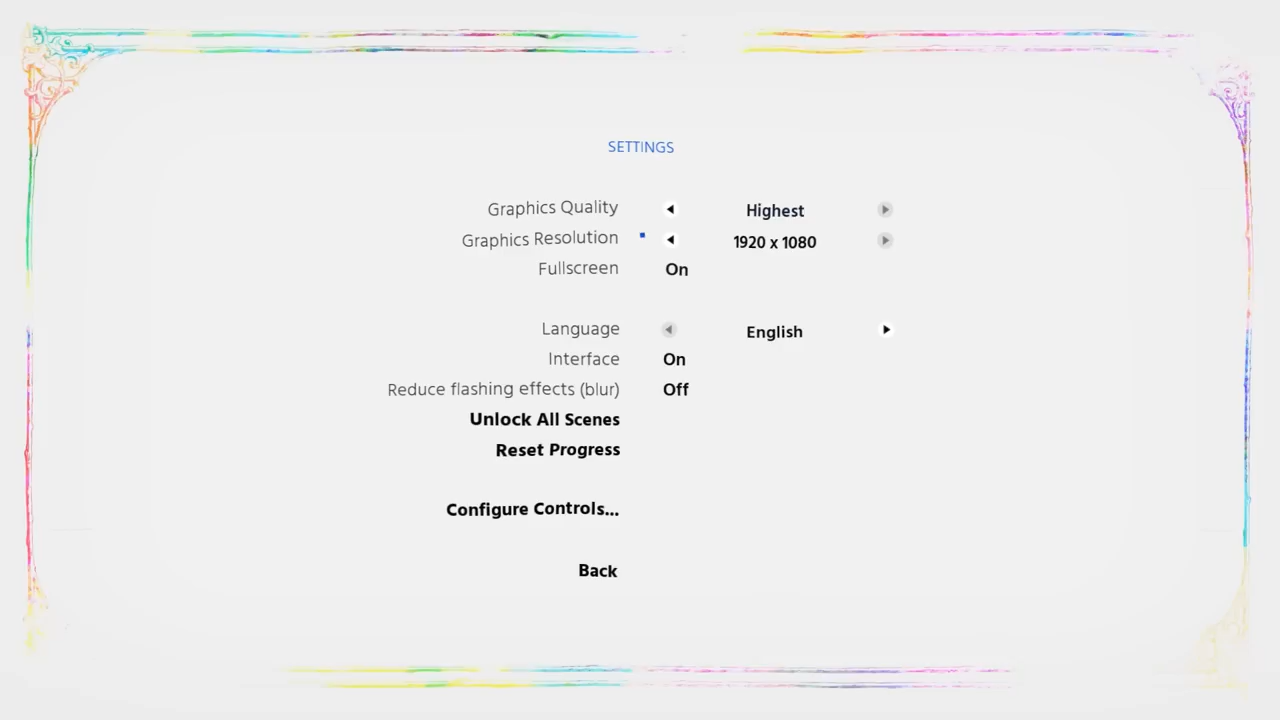 SETTINGS
Graphics Quality Highest
Graphics Resolution 1920 x 1080
Fullscreen On
Language English
Interface On
Reduce flashing effects (blur) Off
Unlock All Scenes
Reset Progress
Configure Controls...
Back